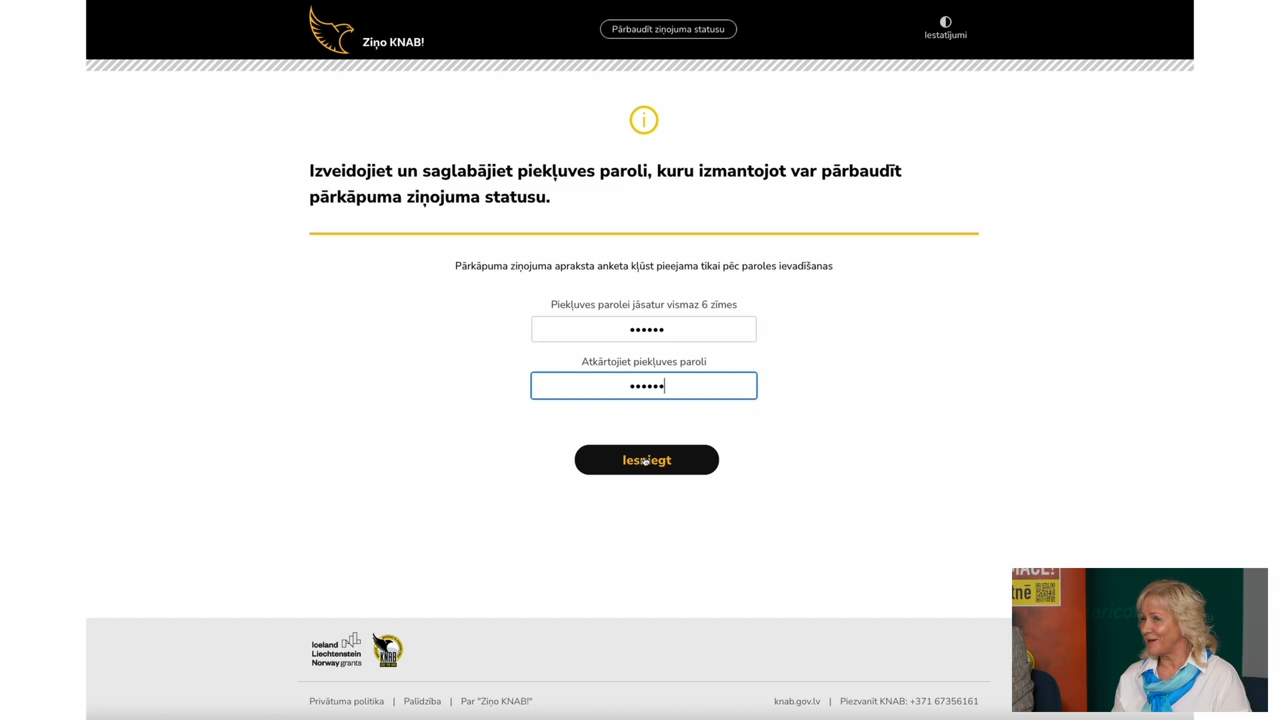 Ziņo KNAB!
Pārbaudīt ziņojuma statusu
Iestatījumi
Izveidojiet un saglabājiet piekļuves paroli, kuru izmantojot var pārbaudīt
pārkāpuma ziņojuma statusu.
Pārkāpuma ziņojuma apraksta anketa kļūst pieejama tikai pēc paroles ievadīšanas
Piekļuves parolei jāsatur vismaz 6 zīmes
••••••
Atkārtojiet piekļuves paroli
••••••
Iesniegt
Iceland
Liechtenstein
Norway grants
KNAB
Privātuma politika | Palīdzība | Par "Ziņo KNAB!"
knab.gov.lv | Piezvanīt KNAB: +371 67356161